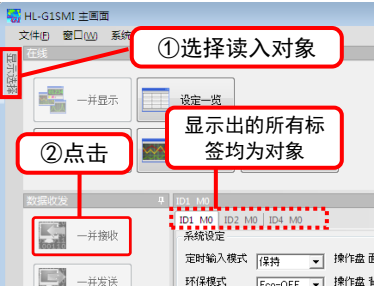 HL-G1SMI 主画面
文件(F) 窗口(W) 系统
①选择读入对象
在线
显示选择
一并显示
设定一览
显示出的所有标
签均为对象
②点击
数据收发
ID1 M0
ID1 M0 ID2 M0 ID4 M0
一并接收
系统设定
定时输入模式 保持 操作盘 面
一并发送
环保模式 Eco-OFF 操作盘